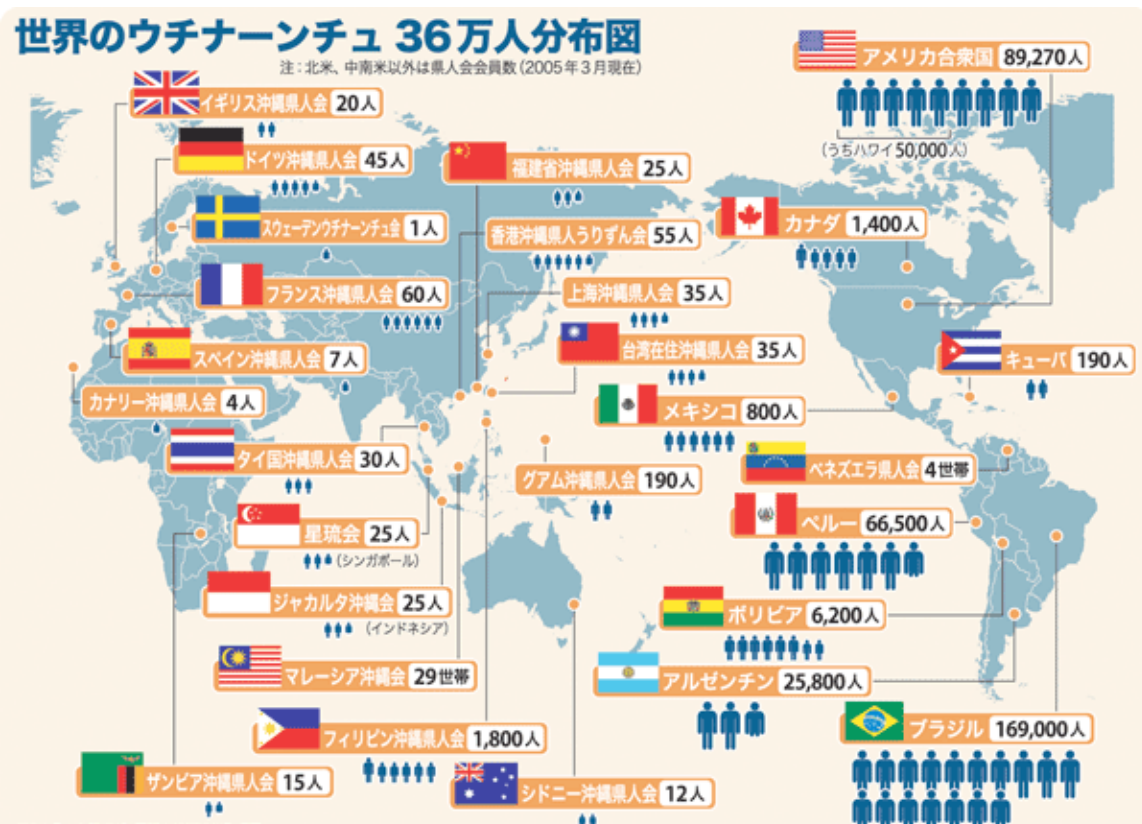 世界のウチナーンチュ 36万人分布図
注:北米、中南米以外は県人会会員数(2005年3月現在)
アメリカ合衆国 89,270人
(うちハワイ50,000人)
イギリス沖縄県人会 20人
ドイツ沖縄県人会 45人
福建省沖縄県人会 25人
スウェーデンウチナーンチュ会 1人
香港沖縄県人うりずん会 55人
カナダ 1,400人
フランス沖縄県人会 60人
上海沖縄県人会 35人
スペイン沖縄県人会 7人
台湾在住沖縄県人会 35人
キューバ 190人
カナリー沖縄県人会 4人
メキシコ 800人
タイ国沖縄県人会 30人
グアム沖縄県人会 190人
ベネズエラ県人会 4世帯
星琉会 25人
(シンガポール)
ペルー 66,500人
ジャカルタ沖縄会 25人
(インドネシア)
ボリビア 6,200人
マレーシア沖縄会 29世帯
アルゼンチン 25,800人
フィリピン沖縄県人会 1,800人
ブラジル 169,000人
ザンビア沖縄県人会 15人
シドニー沖縄県人会 12人